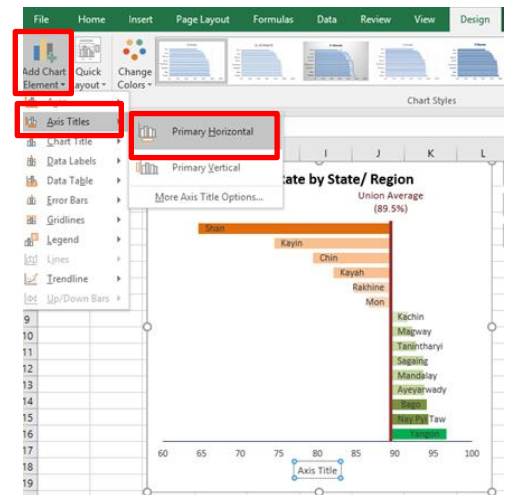 File Home Insert Page Layout Formulas Data Review View Design
Add Chart Element
Quick Layout
Change Colors
Chart Styles
Axis Titles
Chart Title
Data Labels
Data Table
Error Bars
Gridlines
Legend
Lines
Trendline
Up/Down Bars
Primary Horizontal
Primary Vertical
More Axis Title Options...
I J K L
ate by State/ Region
Union Average
(89.5%)
Shan
Kayin
Chin
Kayah
Rakhine
Mon
Kachin
Magway
Tanintharyi
Sagaing
Mandalay
Ayeyarwady
Bago
Nay Pyi Taw
Yangon
9
10
11
12
13
14
15
16
17
18
19
60 65 70 75 80 85 90 95 100
Axis Title